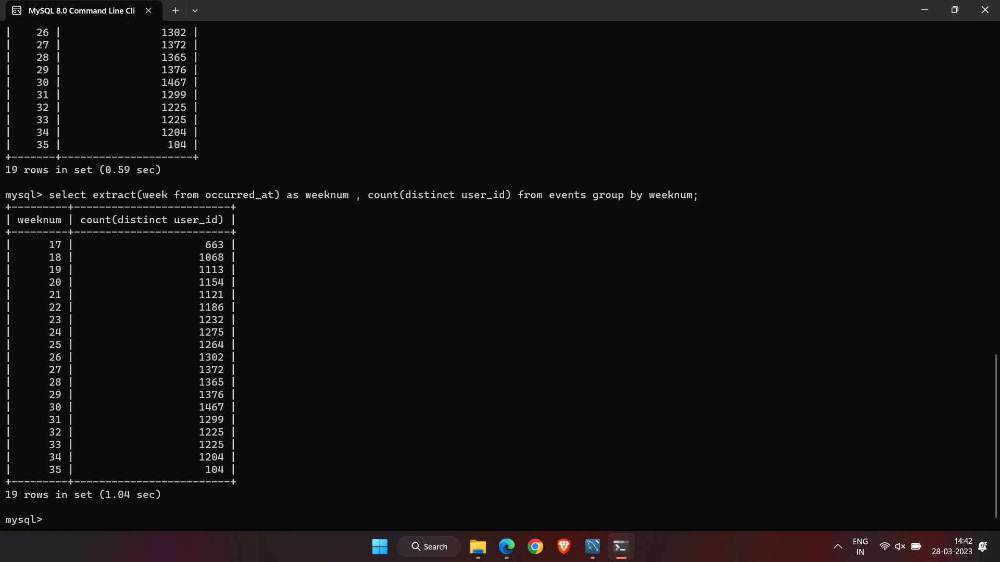 MySQL 8.0 Command Line Cli
|    26 |                1302 |
|    27 |                1372 |
|    28 |                1365 |
|    29 |                1376 |
|    30 |                1467 |
|    31 |                1299 |
|    32 |                1225 |
|    33 |                1225 |
|    34 |                1204 |
|    35 |                 104 |
+-------+---------------------+
19 rows in set (0.59 sec)
mysql> select extract(week from occurred_at) as weeknum , count(distinct user_id) from events group by weeknum;
+---------+-------------------------+
| weeknum | count(distinct user_id) |
+---------+-------------------------+
|      17 |                     663 |
|      18 |                    1068 |
|      19 |                    1113 |
|      20 |                    1154 |
|      21 |                    1121 |
|      22 |                    1186 |
|      23 |                    1232 |
|      24 |                    1275 |
|      25 |                    1264 |
|      26 |                    1302 |
|      27 |                    1372 |
|      28 |                    1365 |
|      29 |                    1376 |
|      30 |                    1467 |
|      31 |                    1299 |
|      32 |                    1225 |
|      33 |                    1225 |
|      34 |                    1204 |
|      35 |                     104 |
+---------+-------------------------+
19 rows in set (1.04 sec)
mysql>
Search
ENG
IN
14:42
28-03-2023